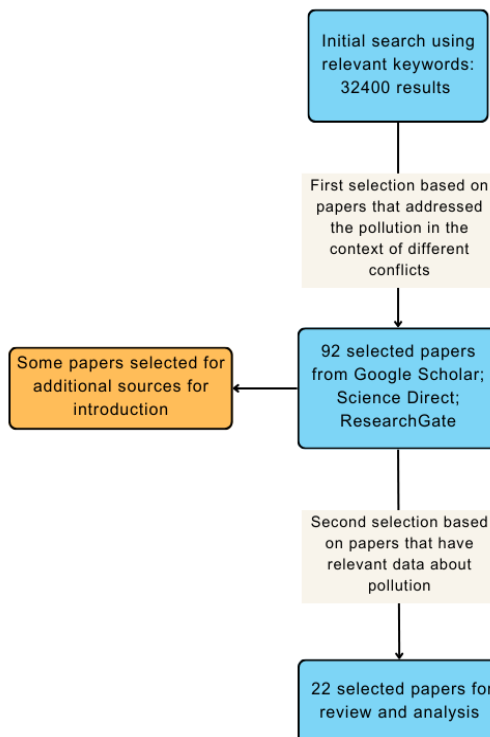 Initial search using
relevant keywords:
32400 results
First selection based on
papers that addressed
the pollution in the
context of different
conflicts
Some papers selected for
additional sources for
introduction
92 selected papers
from Google Scholar;
Science Direct;
ResearchGate
Second selection based
on papers that have
relevant data about
pollution
22 selected papers for
review and analysis